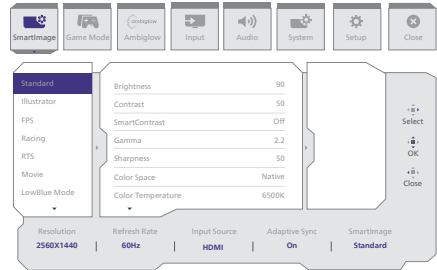 SmartImage
Game Mode
ambiglow
Ambiglow
Input
Audio
System
Setup
Close
Standard
Illustrator
FPS
Racing
RTS
Movie
LowBlue Mode
Brightness 90
Contrast 50
SmartContrast Off
Gamma 2.2
Sharpness 50
Color Space Native
Color Temperature 6500K
Select
OK
Close
Resolution Refresh Rate Input Source Adaptive Sync SmartImage
2560X1440 60Hz HDMI On Standard